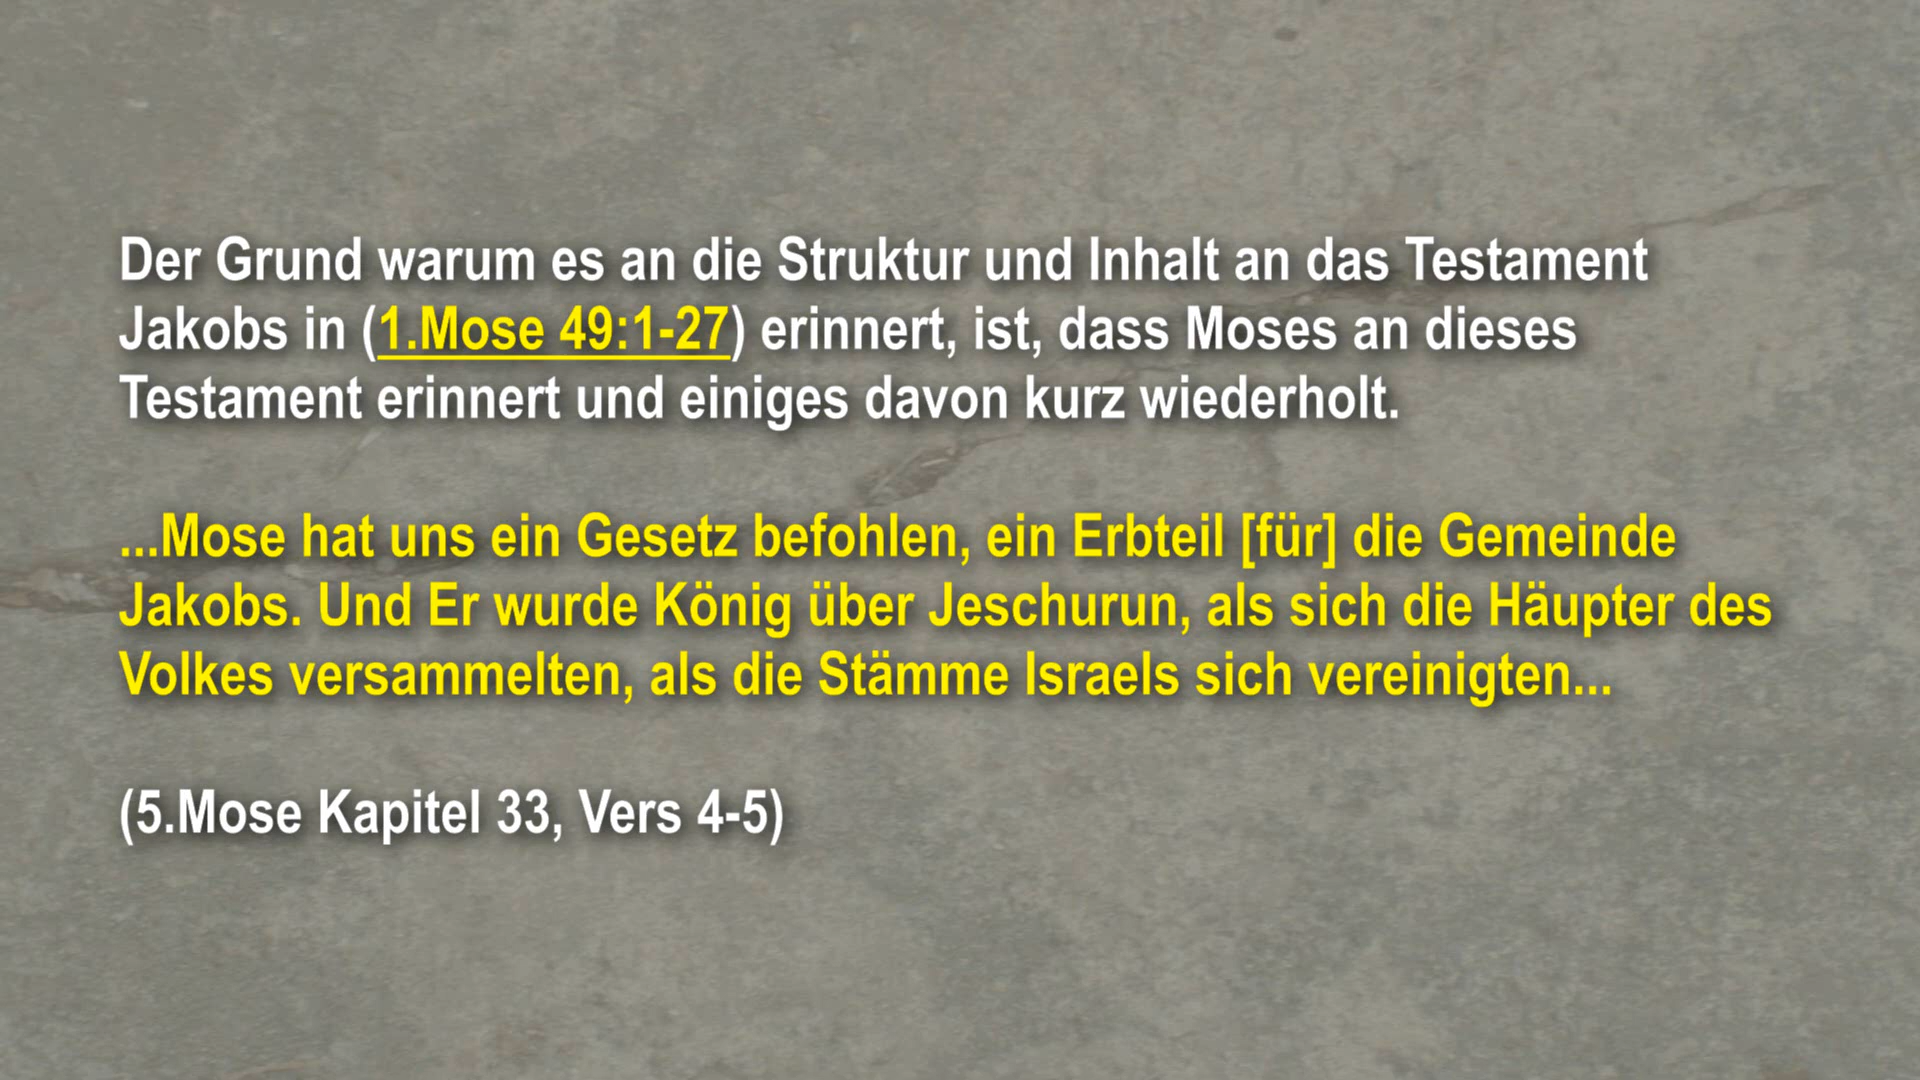 Der Grund warum es an die Struktur und Inhalt an das Testament
Jakobs in (1.Mose 49:1-27) erinnert, ist, dass Moses an dieses
Testament erinnert und einiges davon kurz wiederholt.
...Mose hat uns ein Gesetz befohlen, ein Erbteil [für] die Gemeinde
Jakobs. Und Er wurde König über Jeschurun, als sich die Häupter des
Volkes versammelten, als die Stämme Israels sich vereinigten...
(5.Mose Kapitel 33, Vers 4-5)